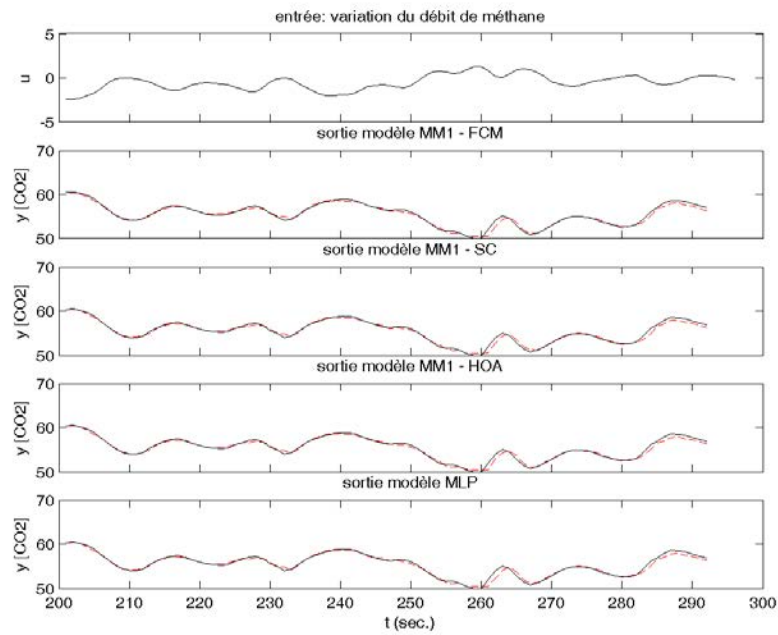 entrée: variation du débit de méthane
5
0
-5
u
sortie modèle MM1 - FCM
70
60
50
y [CO2]
sortie modèle MM1 - SC
70
60
50
y [CO2]
sortie modèle MM1 - HOA
70
60
50
y [CO2]
sortie modèle MLP
70
60
50
y [CO2]
200 210 220 230 240 250 260 270 280 290 300
t (sec.)